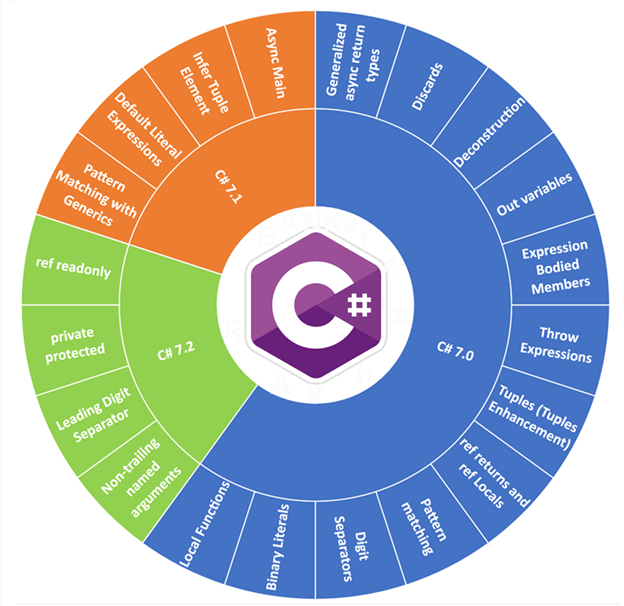 Generalized
async return
types
Discards
Deconstruction
Out variables
Expression
Bodied
Members
Throw
Expressions
Tuples (Tuples
Enhancement)
ref returns and
ref Locals
Pattern
matching
Digit
Separators
Binary Literals
Local Functions
C# 7.0
Non-trailing
named
arguments
Leading Digit
Separator
private
protected
ref readonly
C# 7.2
Pattern
Matching with
Generics
Default Literal
Expressions
Infer Tuple
Element
Async Main
C# 7.1
C#